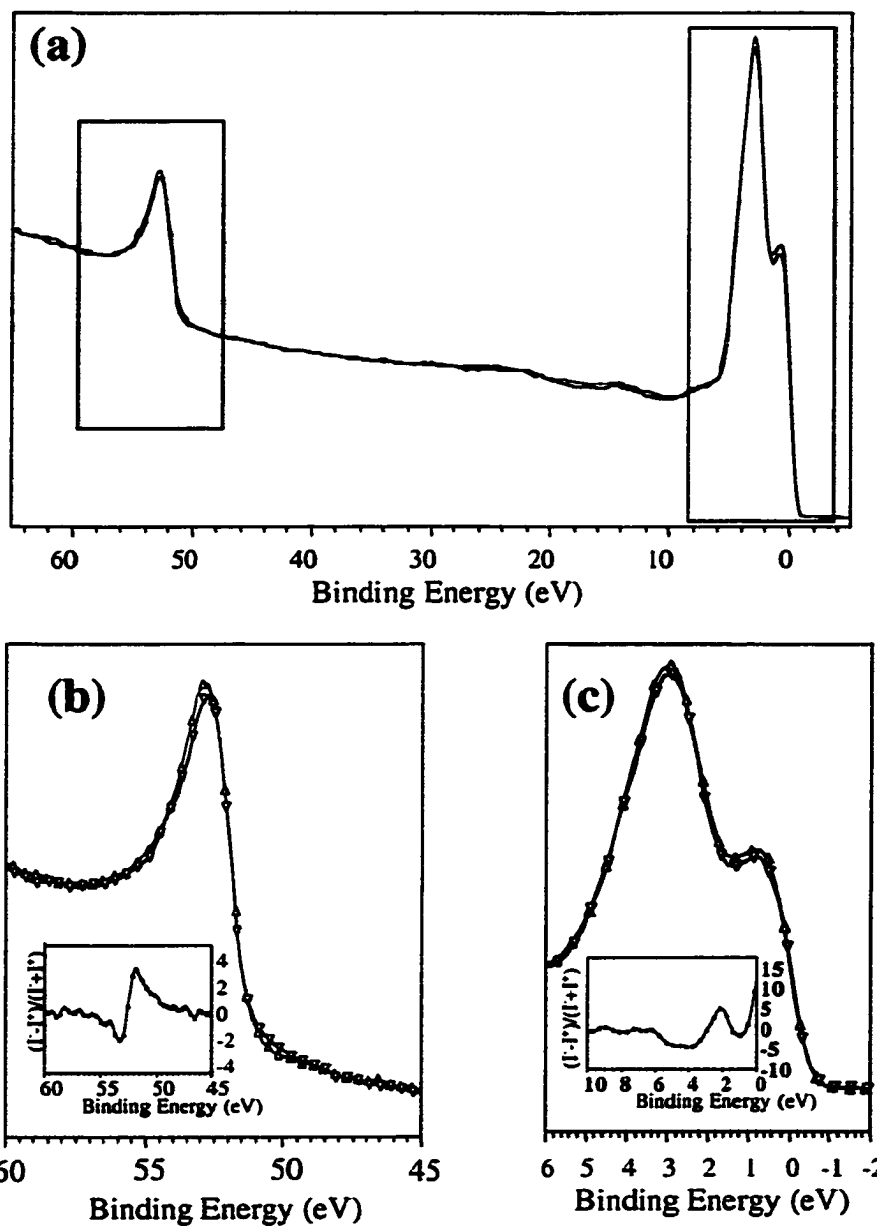 (a)
60 50 40 30 20 10 0
Binding Energy (eV)
(b)
4
2
0
-2
-4
(I⁻-I⁺)/(I⁻+I⁺)
60 55 50 45
Binding Energy (eV)
60 55 50 45
Binding Energy (eV)
(c)
15
10
5
0
-5
-10
(I⁻-I⁺)/(I⁻+I⁺)
10 8 6 4 2 0
Binding Energy (eV)
6 5 4 3 2 1 0 -1 -2
Binding Energy (eV)